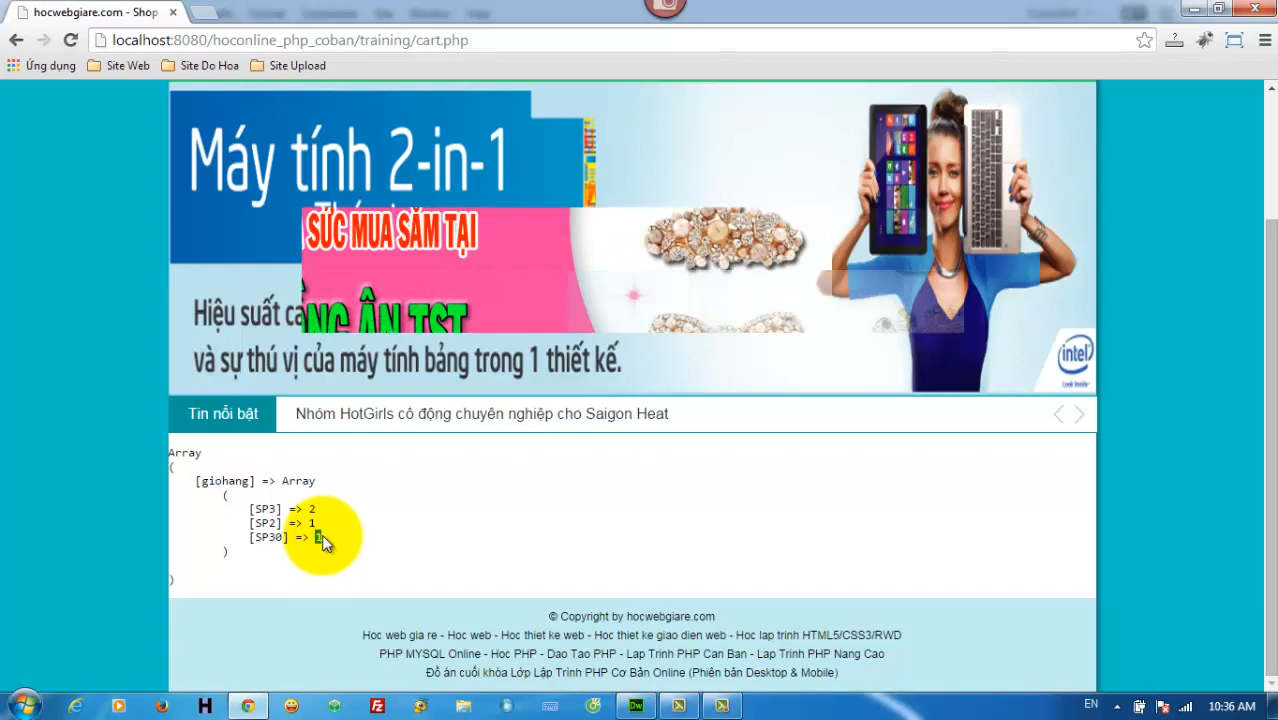 hocwebgiare.com - Shop
localhost:8080/hoconline_php_coban/training/cart.php
Ứng dụng Site Web Site Do Hoa Site Upload
Máy tính 2-in-1
SỨC MUA SẮM TẠI
ÂN TST
Hiệu suất
và sự thú vị của máy tính bảng trong 1 thiết kế.
intel
Look Inside
Tin nổi bật Nhóm HotGirls cổ động chuyên nghiệp cho Saigon Heat
Array
(
[giohang] => Array
(
[SP3] => 2
[SP2] => 1
[SP30] => 1
)
)
© Copyright by hocwebgiare.com
Hoc web gia re - Hoc web - Hoc thiet ke web - Hoc thiet ke giao dien web - Hoc lap trinh HTML5/CSS3/RWD
PHP MYSQL Online - Hoc PHP - Dao Tao PHP - Lap Trinh PHP Can Ban - Lap Trinh PHP Nang Cao
Đồ án cuối khóa Lớp Lập Trình PHP Cơ Bản Online (Phiên bản Desktop & Mobile)
EN 10:36 AM